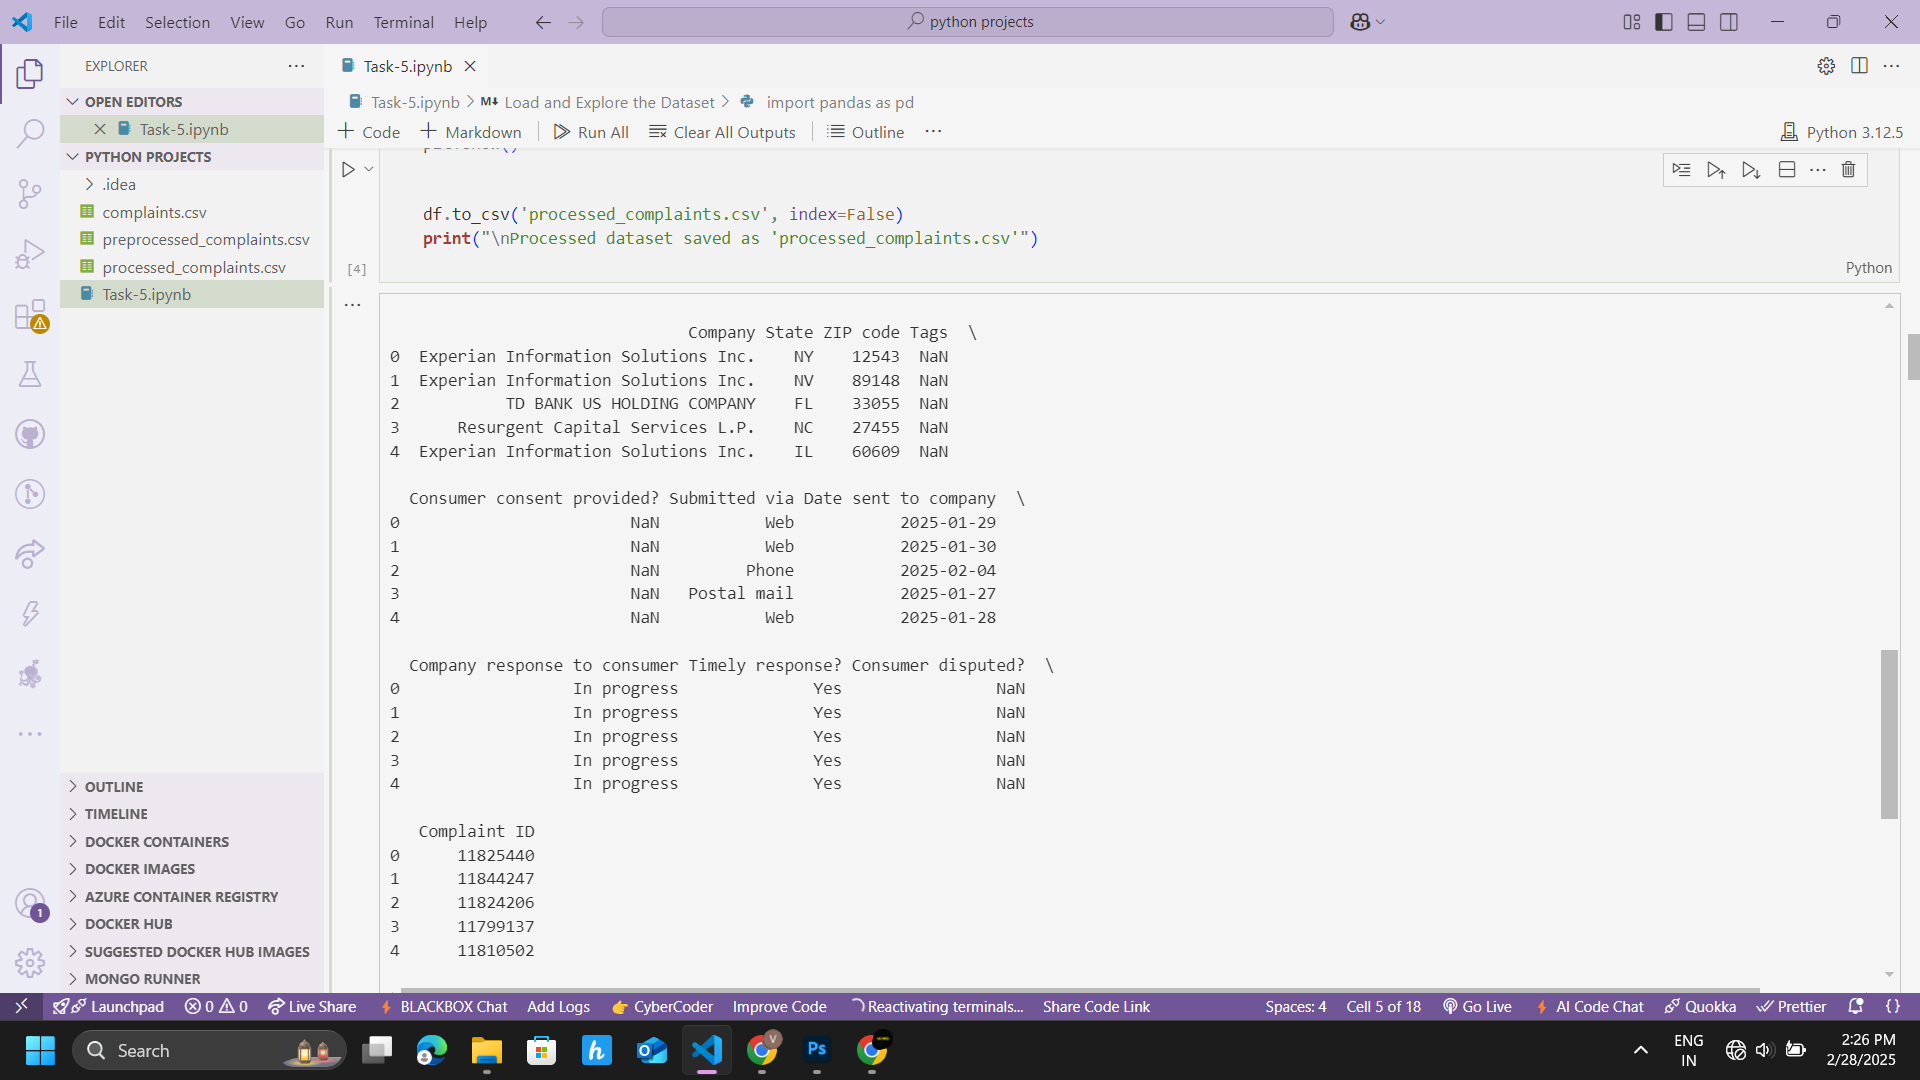 File Edit Selection View Go Run Terminal Help
python projects
EXPLORER
OPEN EDITORS
Task-5.ipynb
PYTHON PROJECTS
.idea
complaints.csv
preprocessed_complaints.csv
processed_complaints.csv
Task-5.ipynb
OUTLINE
TIMELINE
DOCKER CONTAINERS
DOCKER IMAGES
AZURE CONTAINER REGISTRY
DOCKER HUB
SUGGESTED DOCKER HUB IMAGES
MONGO RUNNER
1
Task-5.ipynb
Task-5.ipynb > M↓ Load and Explore the Dataset > import pandas as pd
+ Code + Markdown Run All Clear All Outputs Outline ...
Python 3.12.5
df.to_csv('processed_complaints.csv', index=False)
print("\nProcessed dataset saved as 'processed_complaints.csv'")
[4]
Python
Company State ZIP code Tags \
0 Experian Information Solutions Inc. NY 12543 NaN
1 Experian Information Solutions Inc. NV 89148 NaN
2 TD BANK US HOLDING COMPANY FL 33055 NaN
3 Resurgent Capital Services L.P. NC 27455 NaN
4 Experian Information Solutions Inc. IL 60609 NaN
Consumer consent provided? Submitted via Date sent to company \
0 NaN Web 2025-01-29
1 NaN Web 2025-01-30
2 NaN Phone 2025-02-04
3 NaN Postal mail 2025-01-27
4 NaN Web 2025-01-28
Company response to consumer Timely response? Consumer disputed? \
0 In progress Yes NaN
1 In progress Yes NaN
2 In progress Yes NaN
3 In progress Yes NaN
4 In progress Yes NaN
Complaint ID
0 11825440
1 11844247
2 11824206
3 11799137
4 11810502
Launchpad 0 0 Live Share BLACKBOX Chat Add Logs CyberCoder Improve Code Reactivating terminals... Share Code Link Spaces: 4 Cell 5 of 18 Go Live AI Code Chat Quokka Prettier {}
Search
h
Ps
V
ENG
IN
2:26 PM
2/28/2025